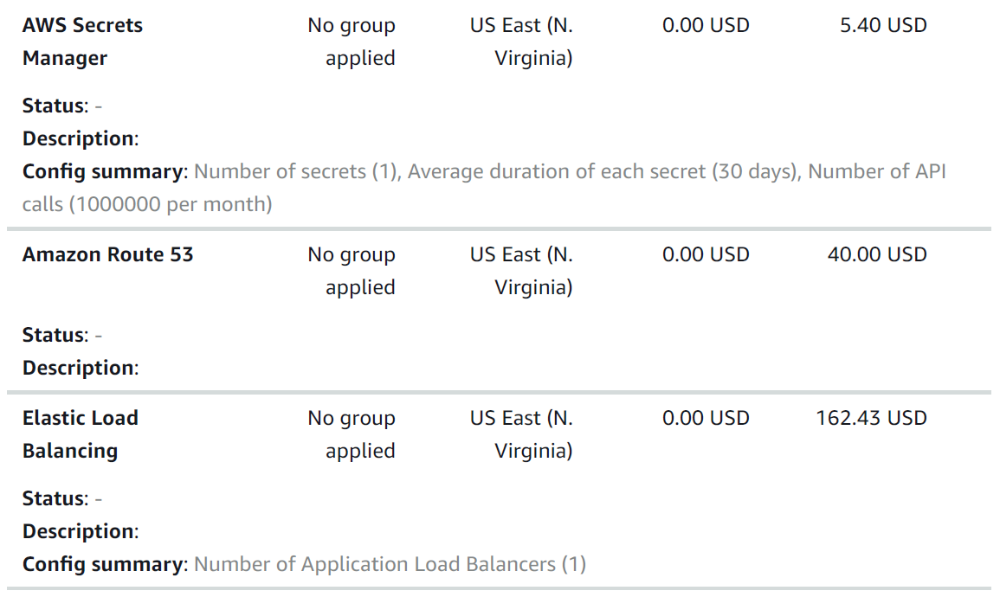 AWS Secrets No group US East (N. 0.00 USD 5.40 USD
Manager applied Virginia)
Status: -
Description:
Config summary: Number of secrets (1), Average duration of each secret (30 days), Number of API
calls (1000000 per month)
Amazon Route 53 No group US East (N. 0.00 USD 40.00 USD
applied Virginia)
Status: -
Description:
Elastic Load No group US East (N. 0.00 USD 162.43 USD
Balancing applied Virginia)
Status: -
Description:
Config summary: Number of Application Load Balancers (1)